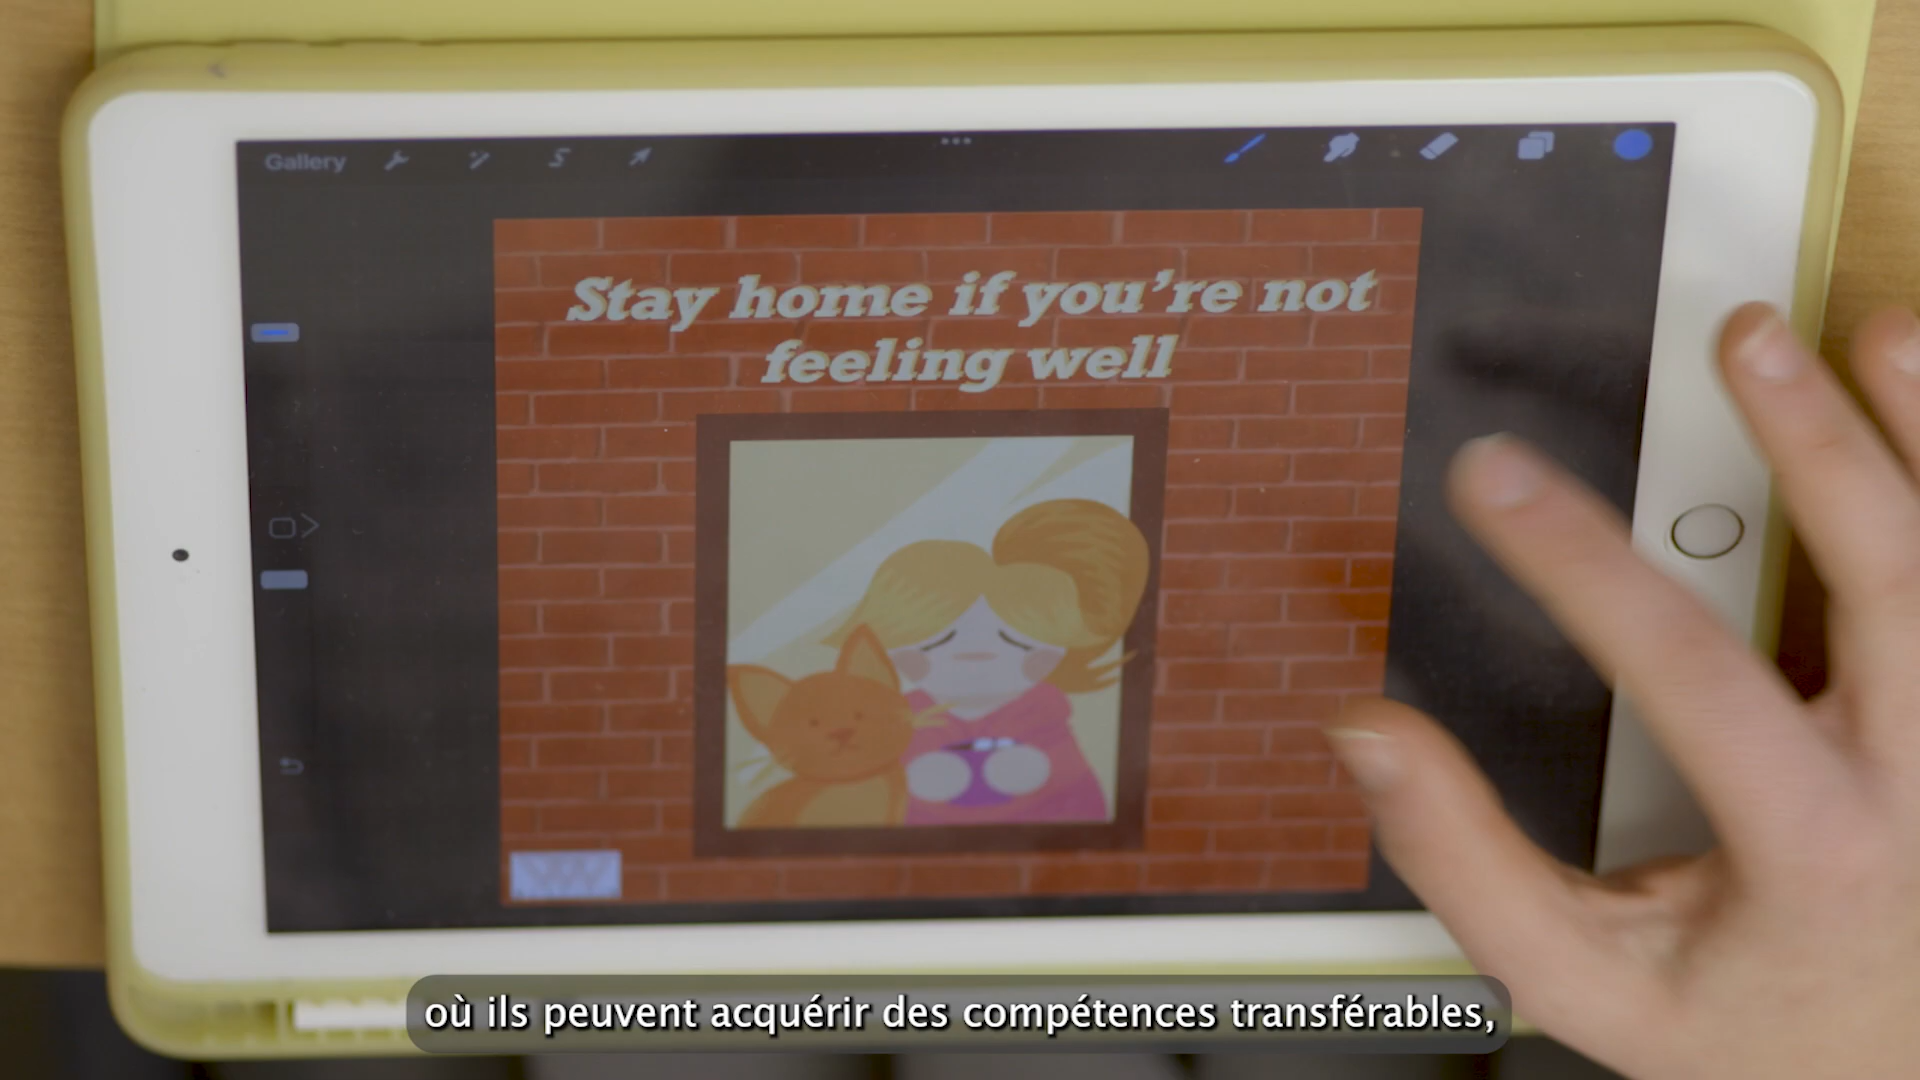 Gallery
Stay home if you're not
feeling well
où ils peuvent acquérir des compétences transférables,